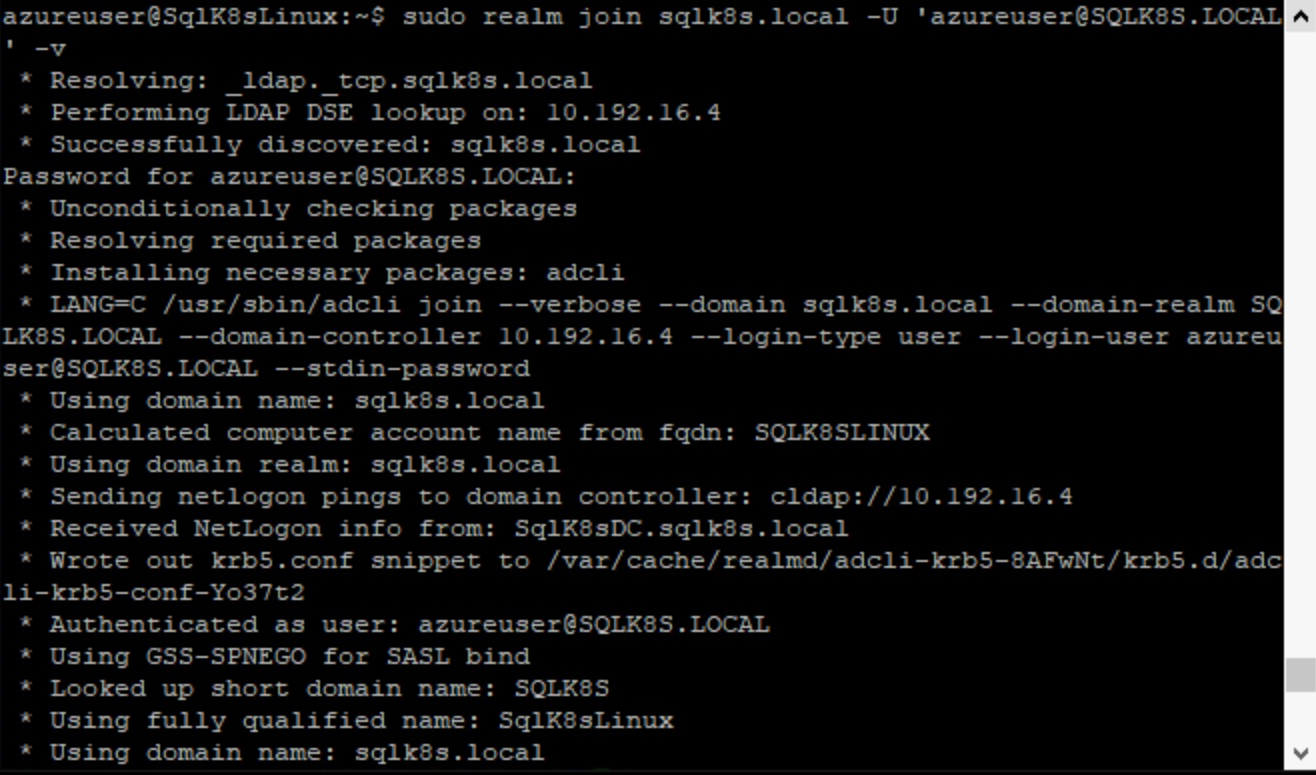 azureuser@SqlK8sLinux:~$ sudo realm join sqlk8s.local -U 'azureuser@SQLK8S.LOCAL
' -v
 * Resolving: _ldap._tcp.sqlk8s.local
 * Performing LDAP DSE lookup on: 10.192.16.4
 * Successfully discovered: sqlk8s.local
Password for azureuser@SQLK8S.LOCAL:
 * Unconditionally checking packages
 * Resolving required packages
 * Installing necessary packages: adcli
 * LANG=C /usr/sbin/adcli join --verbose --domain sqlk8s.local --domain-realm SQ
LK8S.LOCAL --domain-controller 10.192.16.4 --login-type user --login-user azureu
ser@SQLK8S.LOCAL --stdin-password
 * Using domain name: sqlk8s.local
 * Calculated computer account name from fqdn: SQLK8SLINUX
 * Using domain realm: sqlk8s.local
 * Sending netlogon pings to domain controller: cldap://10.192.16.4
 * Received NetLogon info from: SqlK8sDC.sqlk8s.local
 * Wrote out krb5.conf snippet to /var/cache/realmd/adcli-krb5-8AFwNt/krb5.d/adc
li-krb5-conf-Yo37t2
 * Authenticated as user: azureuser@SQLK8S.LOCAL
 * Using GSS-SPNEGO for SASL bind
 * Looked up short domain name: SQLK8S
 * Using fully qualified name: SqlK8sLinux
 * Using domain name: sqlk8s.local